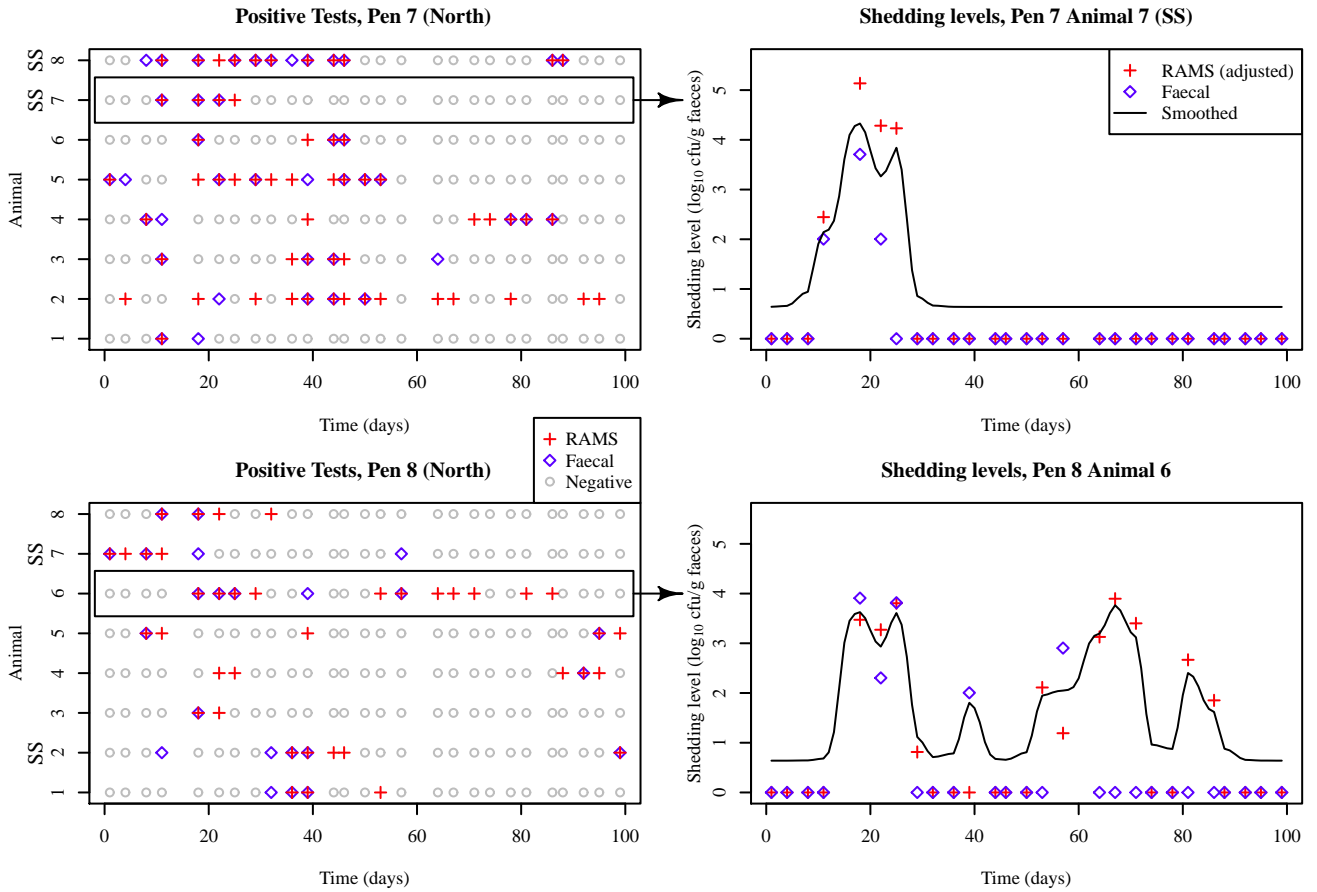 Positive Tests, Pen 7 (North)
Animal
SS
SS
8
7
6
5
4
3
2
1
0 20 40 60 80 100
Time (days)
Shedding levels, Pen 7 Animal 7 (SS)
Shedding level (log10 cfu/g faeces)
5
4
3
2
1
0
RAMS (adjusted)
Faecal
Smoothed
0 20 40 60 80 100
Time (days)
Positive Tests, Pen 8 (North)
RAMS
Faecal
Negative
Animal
SS
SS
8
7
6
5
4
3
2
1
0 20 40 60 80 100
Time (days)
Shedding levels, Pen 8 Animal 6
Shedding level (log10 cfu/g faeces)
5
4
3
2
1
0
0 20 40 60 80 100
Time (days)